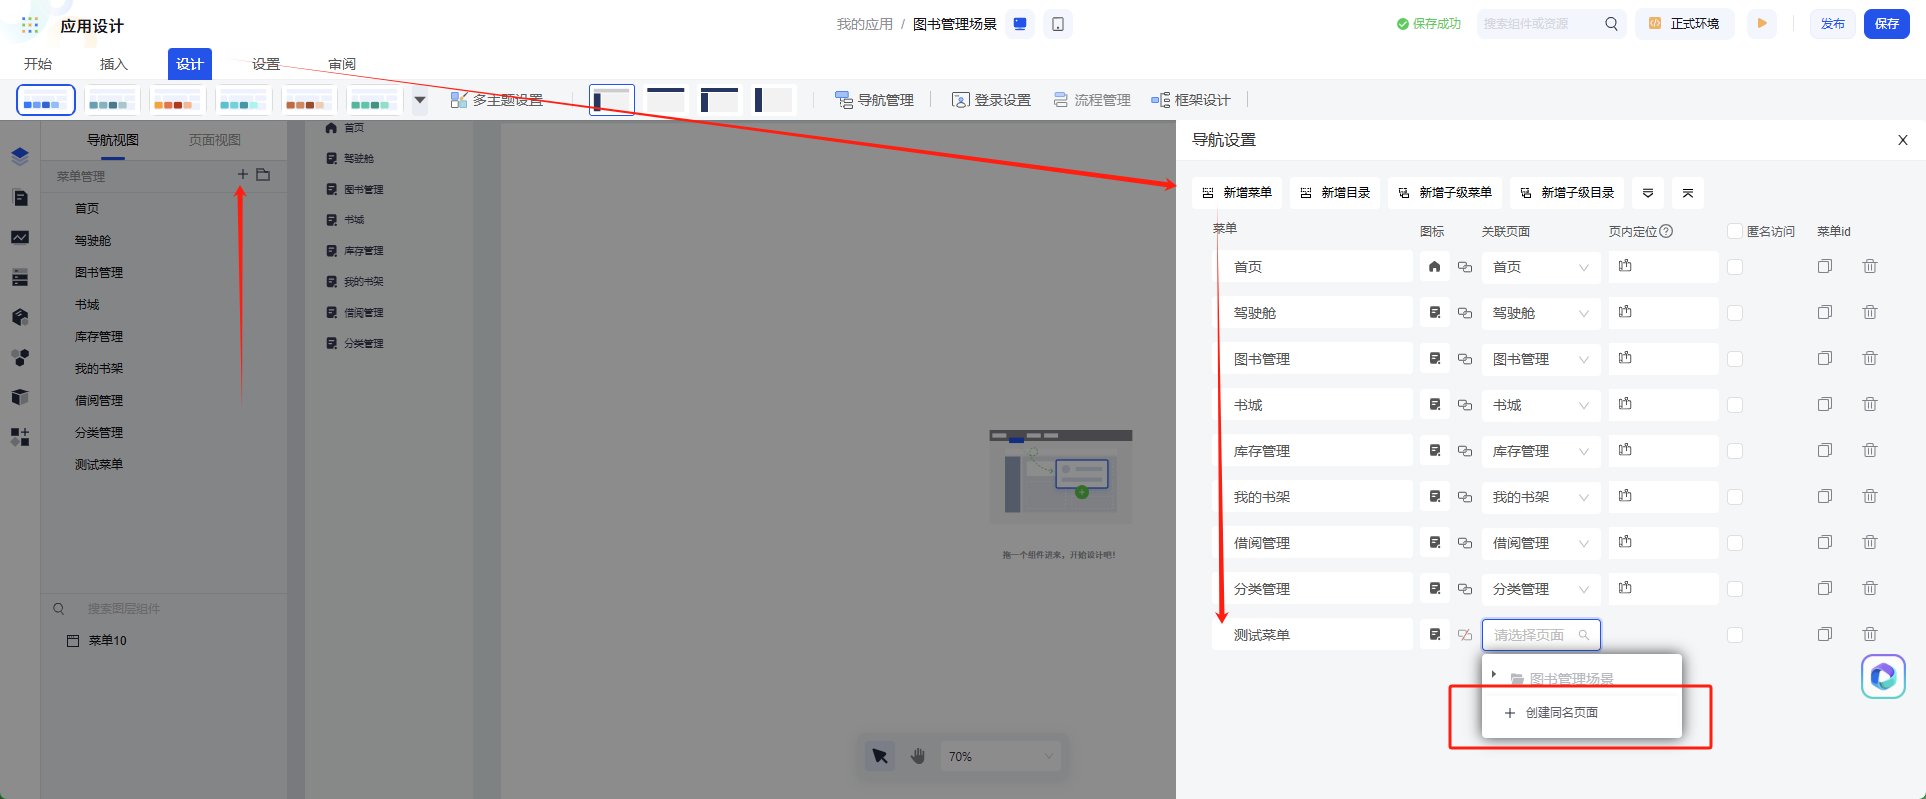 应用设计
我的应用 / 图书管理场景
保存成功
搜索组件或资源
正式环境
发布
保存
开始
插入
设计
设置
审阅
多主题设置
导航管理
登录设置
流程管理
框架设计
导航视图
页面视图
菜单管理
首页
驾驶舱
图书管理
书城
库存管理
我的书架
借阅管理
分类管理
测试菜单
搜索图层组件
菜单10
首页
驾驶舱
图书管理
书城
库存管理
我的书架
借阅管理
分类管理
拖一个组件进来，开始设计吧！
70%
导航设置
X
新增菜单
新增目录
新增子级菜单
新增子级目录
菜单 图标 关联页面 页内定位 ? 匿名访问 菜单id
首页 首页
驾驶舱 驾驶舱
图书管理 图书管理
书城 书城
库存管理 库存管理
我的书架 我的书架
借阅管理 借阅管理
分类管理 分类管理
测试菜单 请选择页面
图书管理场景
+ 创建同名页面